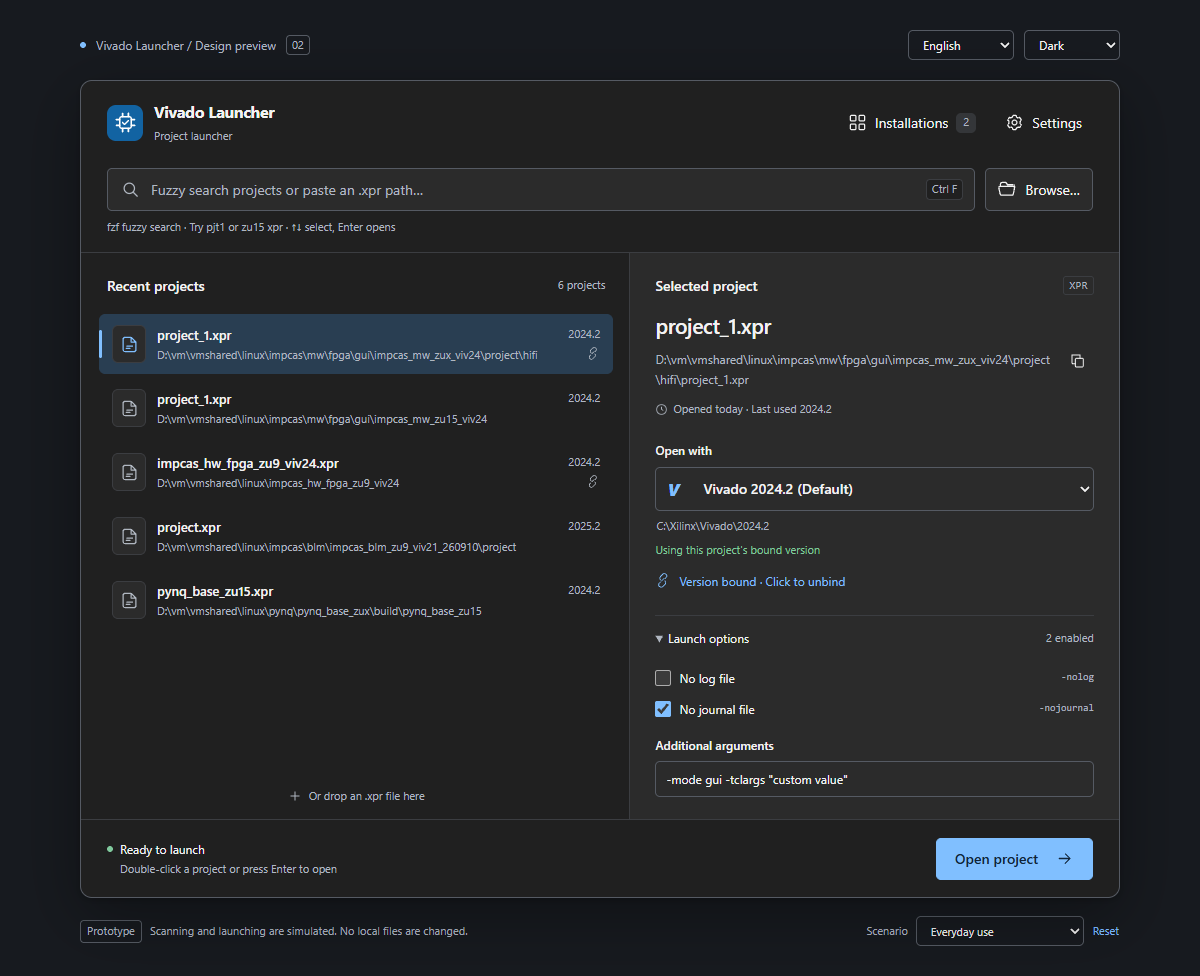 Vivado Launcher / Design preview 02
English
Dark
Vivado Launcher
Project launcher
Installations 2
Settings
Fuzzy search projects or paste an .xpr path...
Ctrl F
Browse...
fzf fuzzy search · Try pjt1 or zu15 xpr · ↑↓ select, Enter opens
Recent projects
6 projects
project_1.xpr
2024.2
D:\vm\vmshared\linux\impcas\mw\fpga\gui\impcas_mw_zux_viv24\project\hifi
project_1.xpr
2024.2
D:\vm\vmshared\linux\impcas\mw\fpga\gui\impcas_mw_zu15_viv24
impcas_hw_fpga_zu9_viv24.xpr
2024.2
D:\vm\vmshared\linux\impcas_hw_fpga_zu9_viv24
project.xpr
2025.2
D:\vm\vmshared\linux\impcas\blm\impcas_blm_zu9_viv21_260910\project
pynq_base_zu15.xpr
2024.2
D:\vm\vmshared\linux\pynq\pynq_base_zux\build\pynq_base_zu15
+ Or drop an .xpr file here
Selected project
XPR
project_1.xpr
D:\vm\vmshared\linux\impcas\mw\fpga\gui\impcas_mw_zux_viv24\project
\hifi\project_1.xpr
Opened today · Last used 2024.2
Open with
V Vivado 2024.2 (Default)
C:\Xilinx\Vivado\2024.2
Using this project's bound version
Version bound · Click to unbind
▼ Launch options
2 enabled
No log file
-nolog
No journal file
-nojournal
Additional arguments
-mode gui -tclargs "custom value"
Ready to launch
Double-click a project or press Enter to open
Open project →
Prototype
Scanning and launching are simulated. No local files are changed.
Scenario
Everyday use
Reset